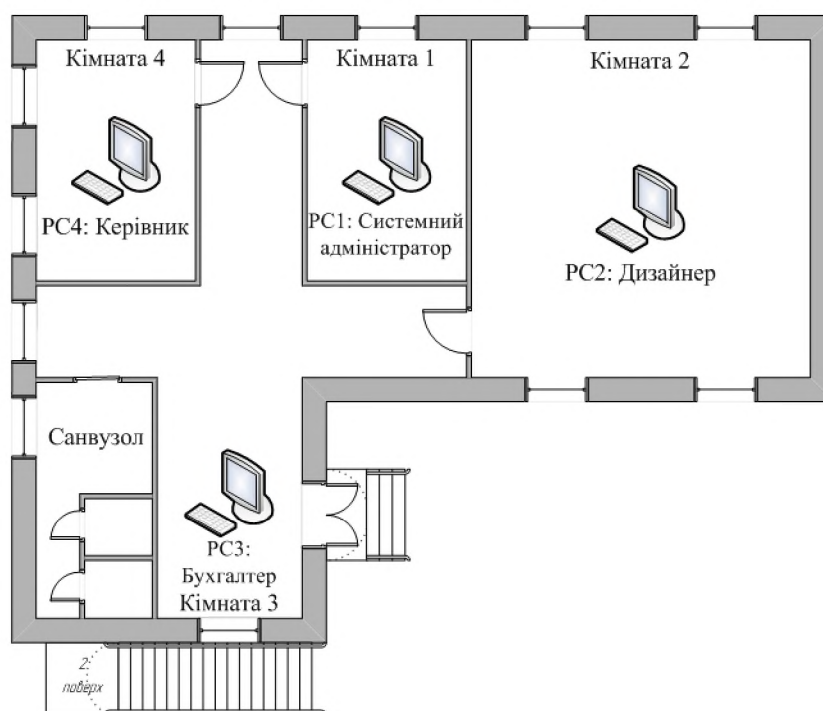 Кімната 4
Кімната 1
Кімната 2
PC4: Керівник
PC1: Системний
адміністратор
PC2: Дизайнер
Санвузол
PC3:
Бухгалтер
Кімната 3
2
поверх